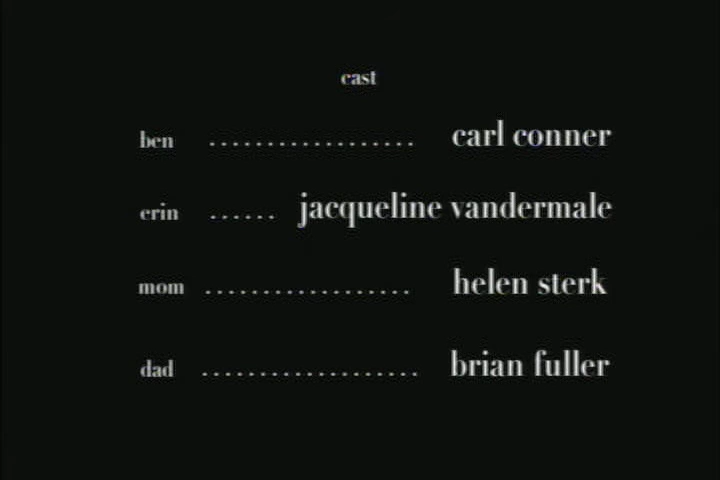 cast
ben .................. carl conner
erin ...... jacqueline vandermale
mom .................. helen sterk
dad ................... brian fuller